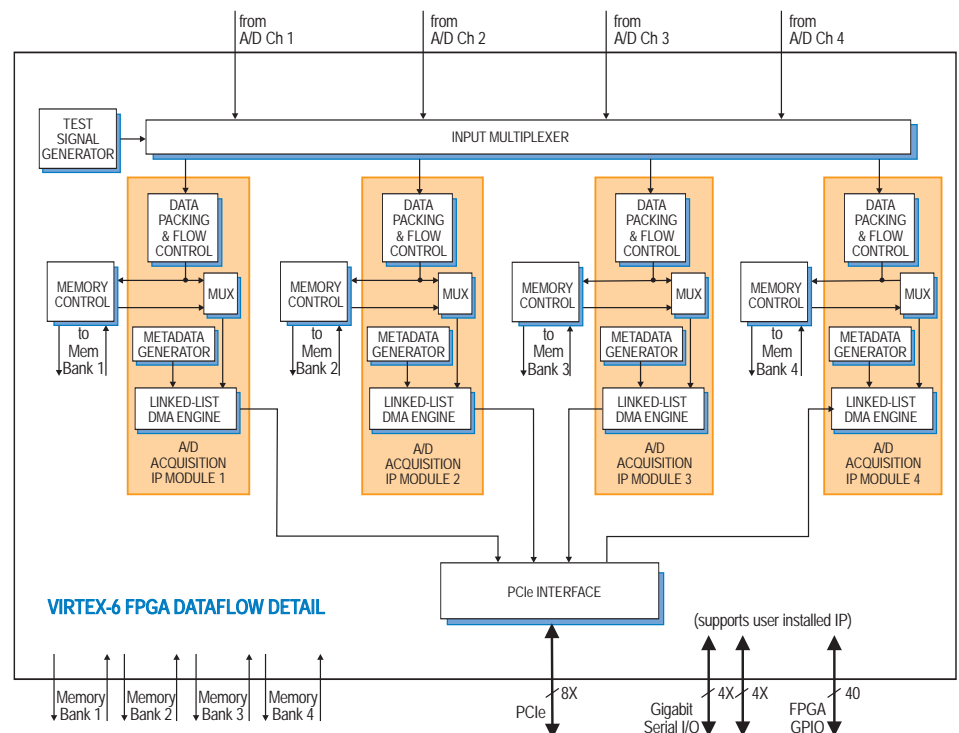 from
A/D Ch 1
from
A/D Ch 2
from
A/D Ch 3
from
A/D Ch 4
TEST
SIGNAL
GENERATOR
INPUT MULTIPLEXER
DATA
PACKING
& FLOW
CONTROL
DATA
PACKING
& FLOW
CONTROL
DATA
PACKING
& FLOW
CONTROL
DATA
PACKING
& FLOW
CONTROL
MEMORY
CONTROL
MUX
MEMORY
CONTROL
MUX
MEMORY
CONTROL
MUX
MEMORY
CONTROL
MUX
to
Mem
Bank 1
METADATA
GENERATOR
to
Mem
Bank 2
METADATA
GENERATOR
to
Mem
Bank 3
METADATA
GENERATOR
to
Mem
Bank 4
METADATA
GENERATOR
LINKED-LIST
DMA ENGINE
LINKED-LIST
DMA ENGINE
LINKED-LIST
DMA ENGINE
LINKED-LIST
DMA ENGINE
A/D
ACQUISITION
IP MODULE 1
A/D
ACQUISITION
IP MODULE 2
A/D
ACQUISITION
IP MODULE 3
A/D
ACQUISITION
IP MODULE 4
PCIe INTERFACE
VIRTEX-6 FPGA DATAFLOW DETAIL
(supports user installed IP)
Memory
Bank 1
Memory
Bank 2
Memory
Bank 3
Memory
Bank 4
8X
PCIe
4X
4X
Gigabit
Serial I/O
40
FPGA
GPIO